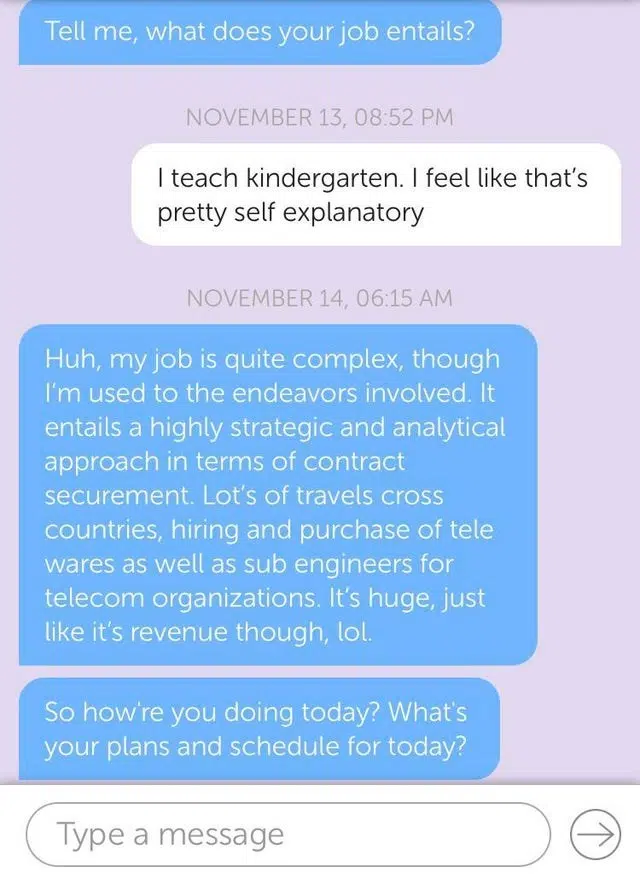 Tell me, what does your job entails?
NOVEMBER 13, 08:52 PM
I teach kindergarten. I feel like that's
pretty self explanatory
NOVEMBER 14, 06:15 AM
Huh, my job is quite complex, though
I'm used to the endeavors involved. It
entails a highly strategic and analytical
approach in terms of contract
securement. Lot's of travels cross
countries, hiring and purchase of tele
wares as well as sub engineers for
telecom organizations. It's huge, just
like it's revenue though, lol.
So how're you doing today? What's
your plans and schedule for today?
Type a message